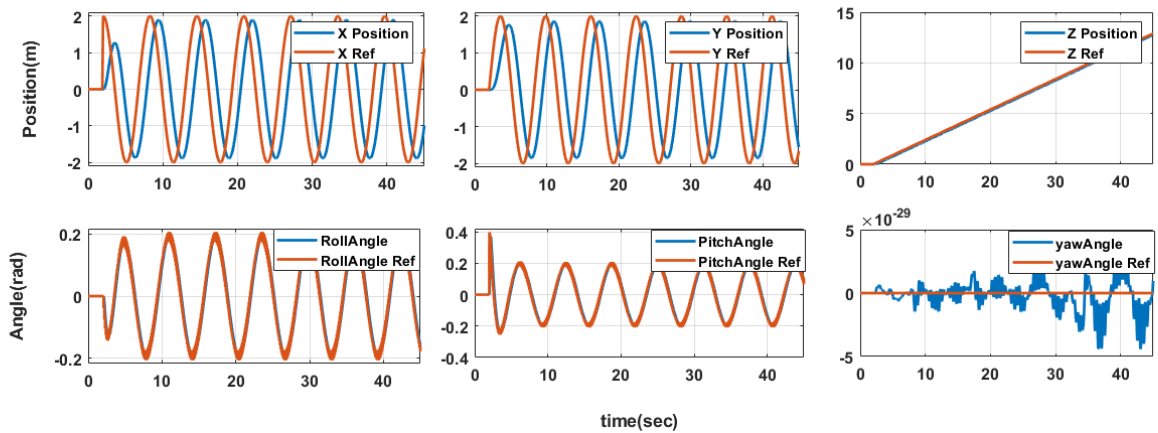 2
1
0
-1
-2
0 10 20 30 40
X Position
X Ref
2
1
0
-1
-2
0 10 20 30 40
Y Position
Y Ref
15
10
5
0
0 10 20 30 40
Z Position
Z Ref
Position(m)
0.2
0
-0.2
0 10 20 30 40
RollAngle
RollAngle Ref
0.4
0.2
0
-0.2
-0.4
0 10 20 30 40
PitchAngle
PitchAngle Ref
×10^-29
5
0
-5
0 10 20 30 40
yawAngle
yawAngle Ref
Angle(rad)
time(sec)